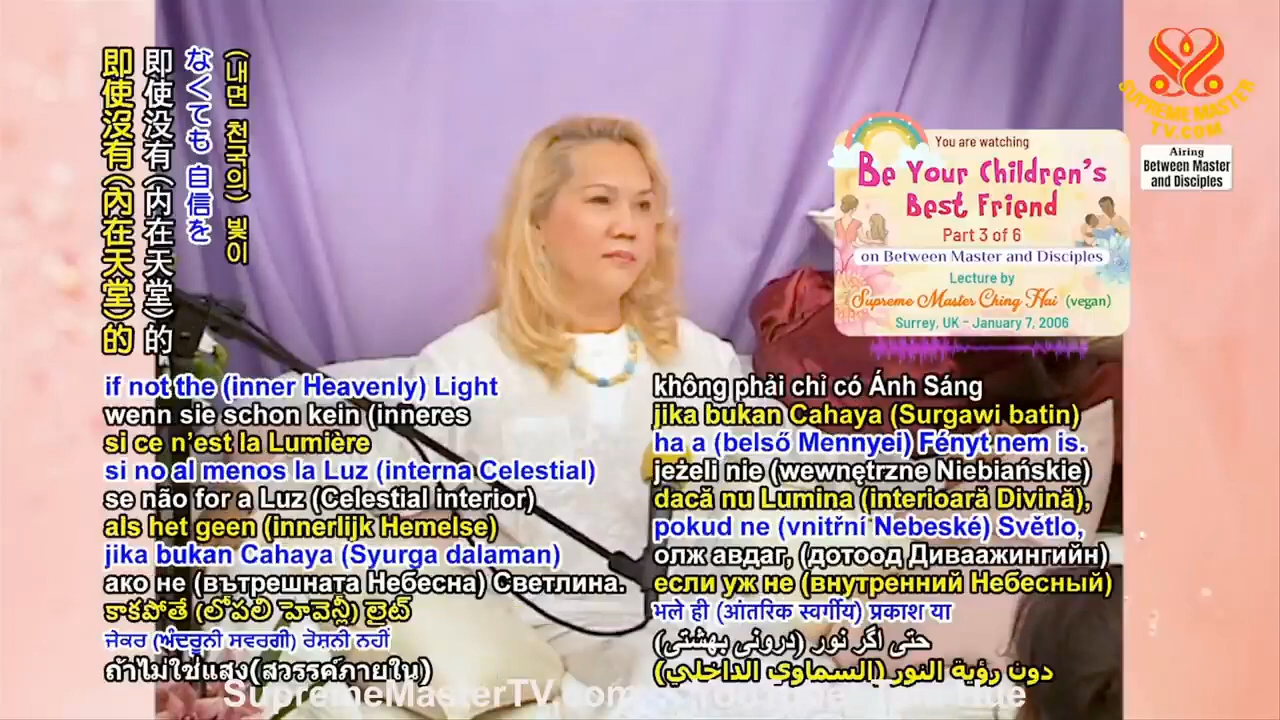 即使沒有(內在天堂)的
即使没有(内在天堂)的
なくても 自信を
(내면 천국의) 빛이
SUPREME MASTER
TV.COM
Airing
Between Master
and Disciples
You are watching
Be Your Children's
Best Friend
Part 3 of 6
on Between Master and Disciples
Lecture by
Supreme Master Ching Hai (vegan)
Surrey, UK - January 7, 2006
if not the (inner Heavenly) Light
wenn sie schon kein (inneres
si ce n'est la Lumière
si no al menos la Luz (interna Celestial)
se não for a Luz (Celestial interior)
als het geen (innerlijk Hemelse)
jika bukan Cahaya (Syurga dalaman)
ако не (вътрешната Небесна) Светлина.
కాకపోతే (లోపలి హెవెన్లీ) లైట్
ਜੇਕਰ (ਅੰਦਰੂਨੀ ਸਵਰਗੀ) ਰੋਸ਼ਨੀ ਨਹੀਂ
ถ้าไม่ใช่แสง(สวรรค์ภายใน)
không phải chỉ có Ánh Sáng
jika bukan Cahaya (Surgawi batin)
ha a (belső Mennyei) Fényt nem is.
jeżeli nie (wewnętrzne Niebiańskie)
dacă nu Lumina (interioară Divină),
pokud ne (vnitřní Nebeské) Světlo,
олж авдаг, (дотоод Диваажингийн)
если уж не (внутренний Небесный)
भले ही (आंतरिक स्वर्गीय) प्रकाश या
حتی اگر نور (درونی بهشتی)
دون رؤية النور (السماوي الداخلي)
SupremeMasterTV.com